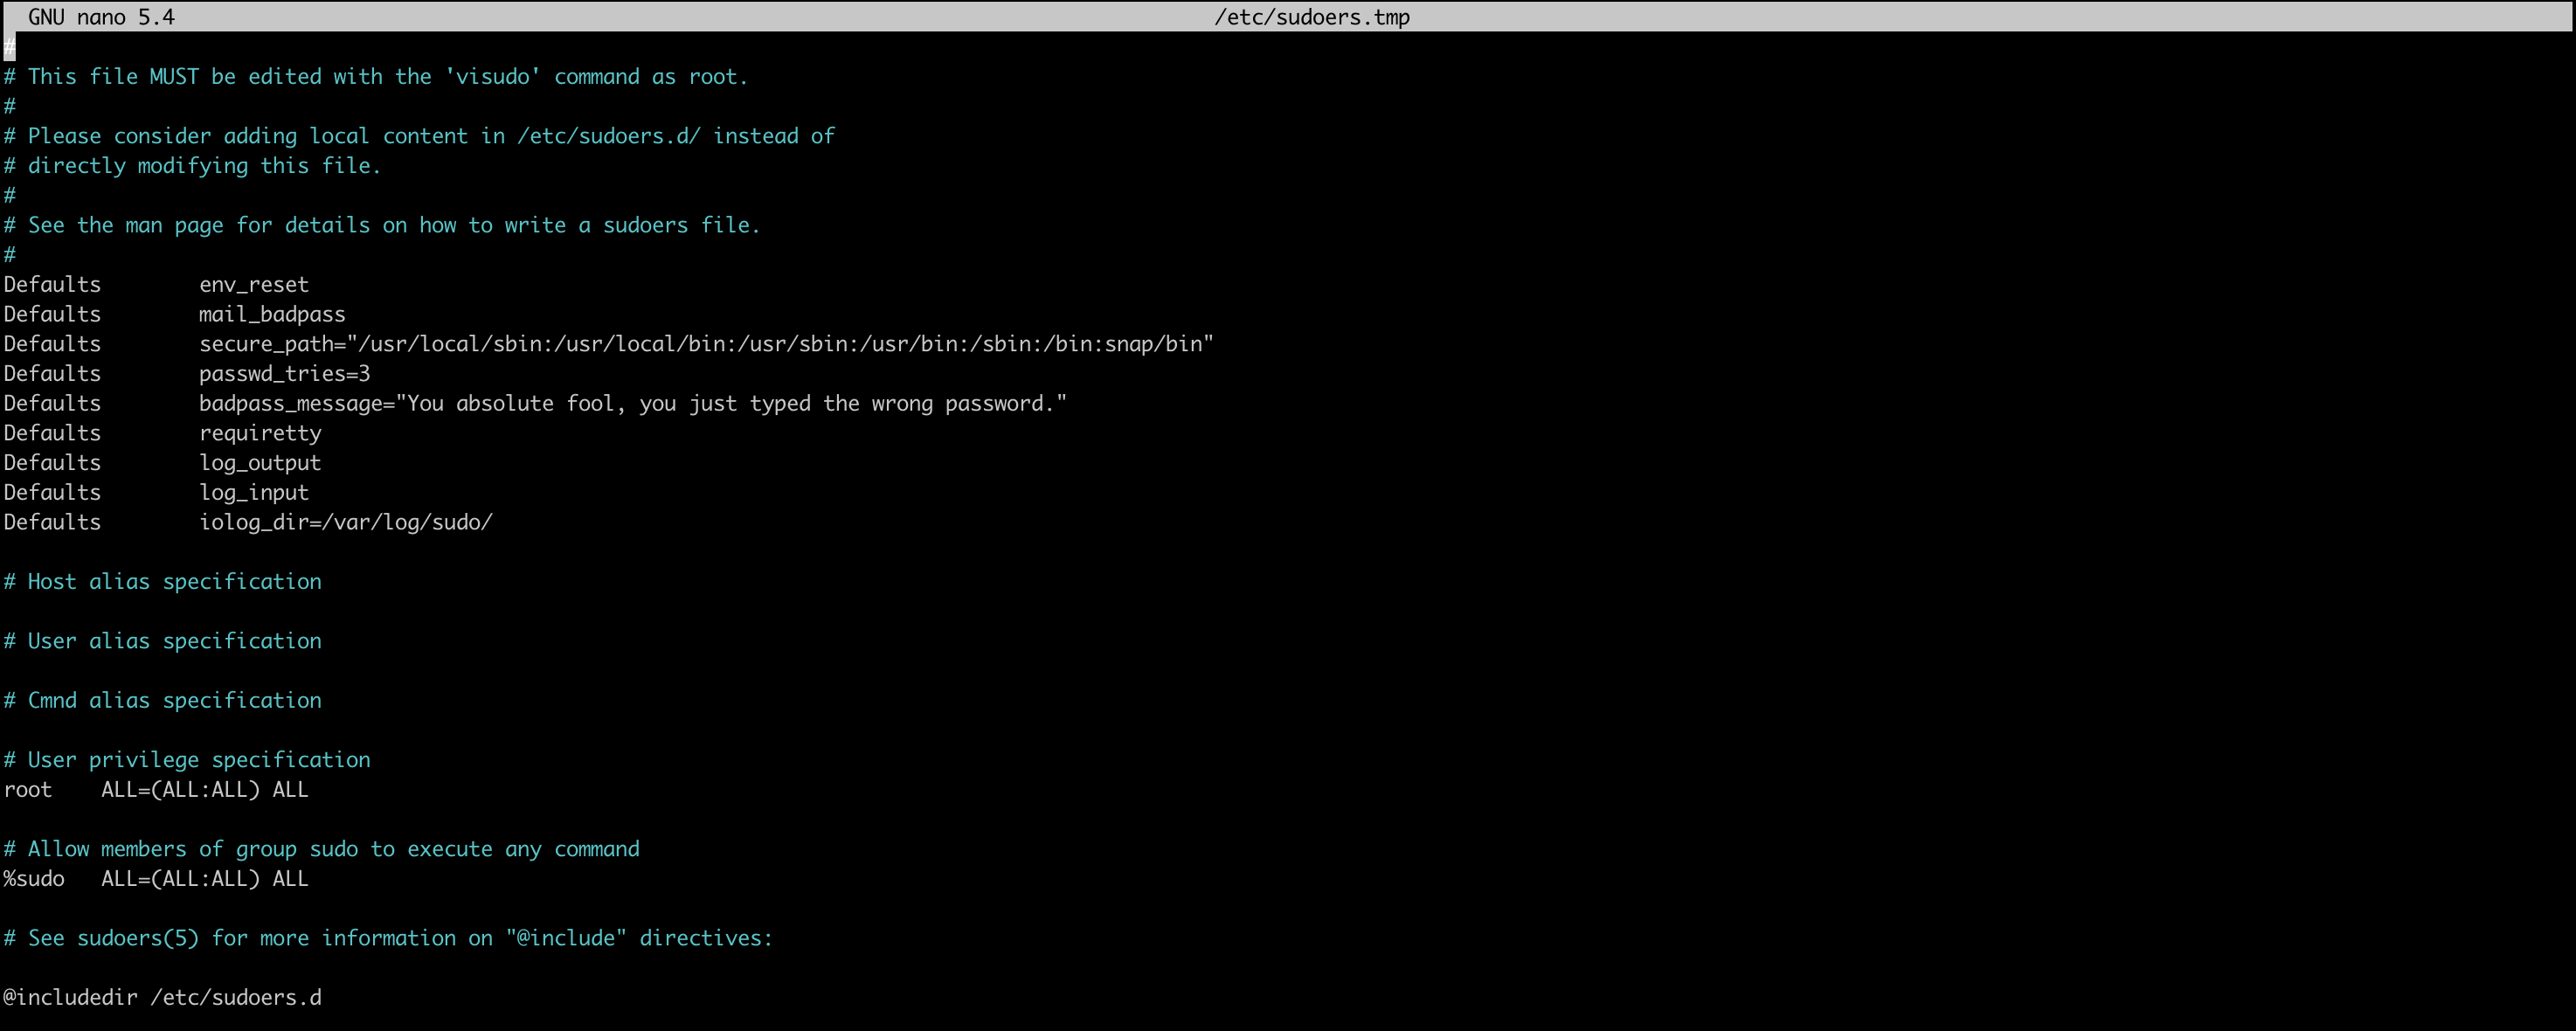 GNU nano 5.4 /etc/sudoers.tmp
#
# This file MUST be edited with the 'visudo' command as root.
#
# Please consider adding local content in /etc/sudoers.d/ instead of
# directly modifying this file.
#
# See the man page for details on how to write a sudoers file.
#
Defaults        env_reset
Defaults        mail_badpass
Defaults        secure_path="/usr/local/sbin:/usr/local/bin:/usr/sbin:/usr/bin:/sbin:/bin:snap/bin"
Defaults        passwd_tries=3
Defaults        badpass_message="You absolute fool, you just typed the wrong password."
Defaults        requiretty
Defaults        log_output
Defaults        log_input
Defaults        iolog_dir=/var/log/sudo/
# Host alias specification
# User alias specification
# Cmnd alias specification
# User privilege specification
root    ALL=(ALL:ALL) ALL
# Allow members of group sudo to execute any command
%sudo   ALL=(ALL:ALL) ALL
# See sudoers(5) for more information on "@include" directives:
@includedir /etc/sudoers.d